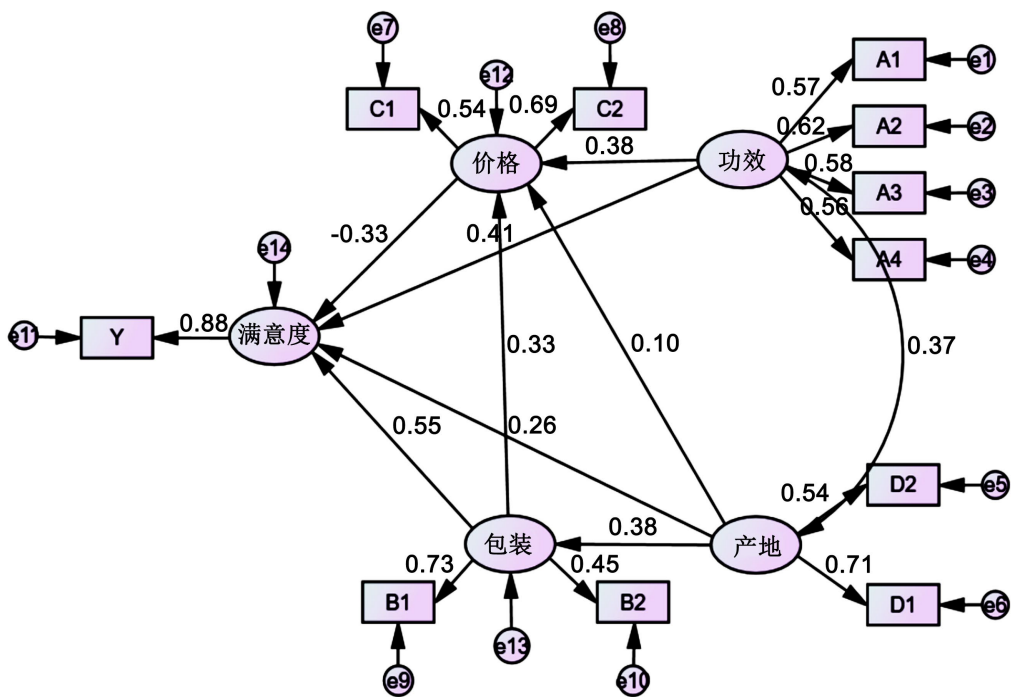 e7
e8
e12
C1
0.54
0.69
C2
A1
e1
0.57
0.62
A2
e2
价格
0.38
功效
0.58
A3
e3
0.56
-0.33
0.41
A4
e4
e14
e11
Y
0.88
满意度
0.33
0.10
0.37
0.55
0.26
0.54
D2
e5
包装
0.38
产地
0.73
0.45
0.71
B1
B2
D1
e6
e13
e9
e10